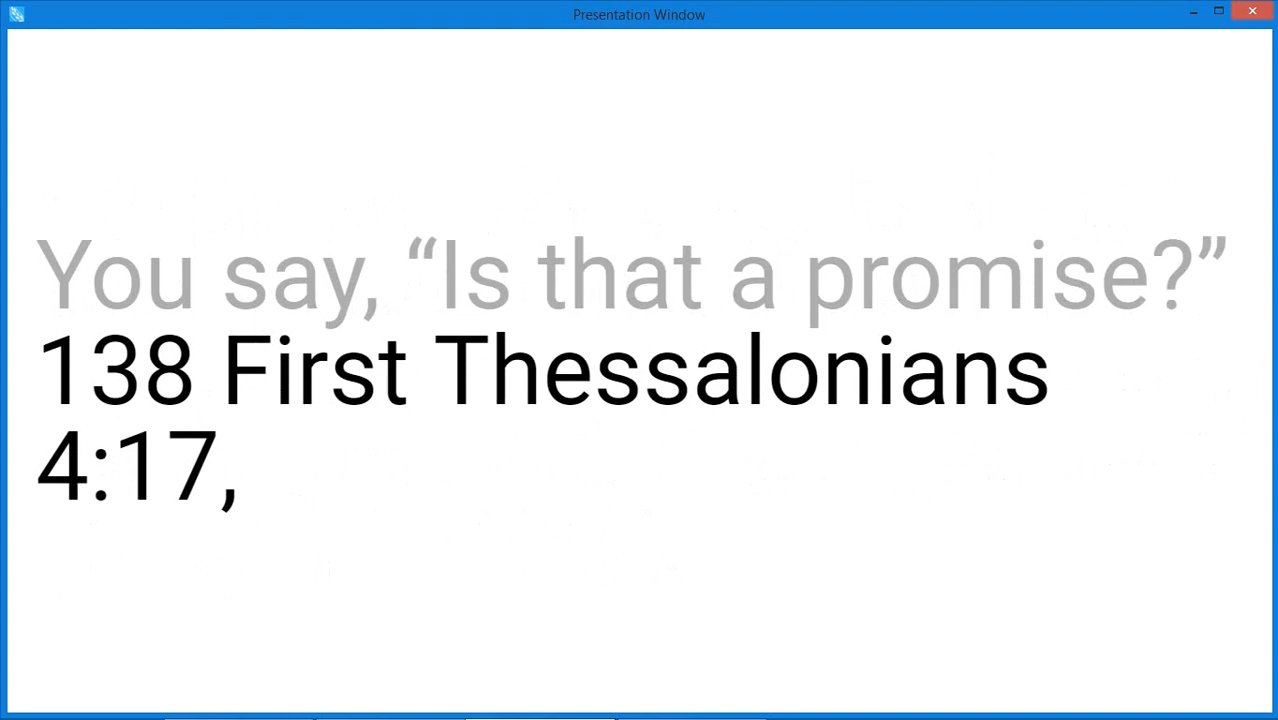 Presentation Window
You say, “Is that a promise?”
138 First Thessalonians
4:17,